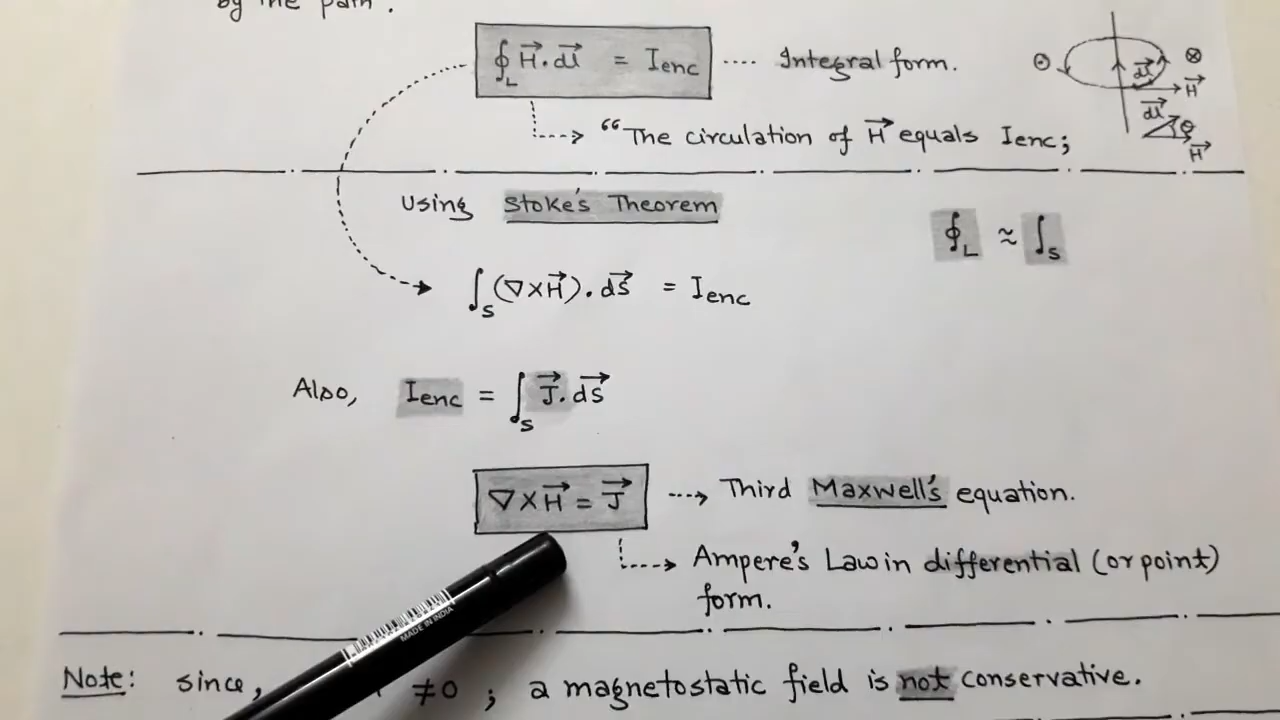 by the path.
∮L H⃗ . dl⃗ = Ienc .... Integral form.
⊙ ⊗
dl⃗ H⃗
dl⃗ θ H⃗
“The circulation of H⃗ equals Ienc;
Using Stoke's Theorem
∮L ≈ ∫S
∫S (∇×H⃗) . dS⃗ = Ienc
Also, Ienc = ∫S J⃗ . dS⃗
∇×H⃗ = J⃗ Third Maxwell's equation.
Ampere's Law in differential (or point)
form.
MADE IN INDIA
Note: since, ≠0 ; a magnetostatic field is not conservative.